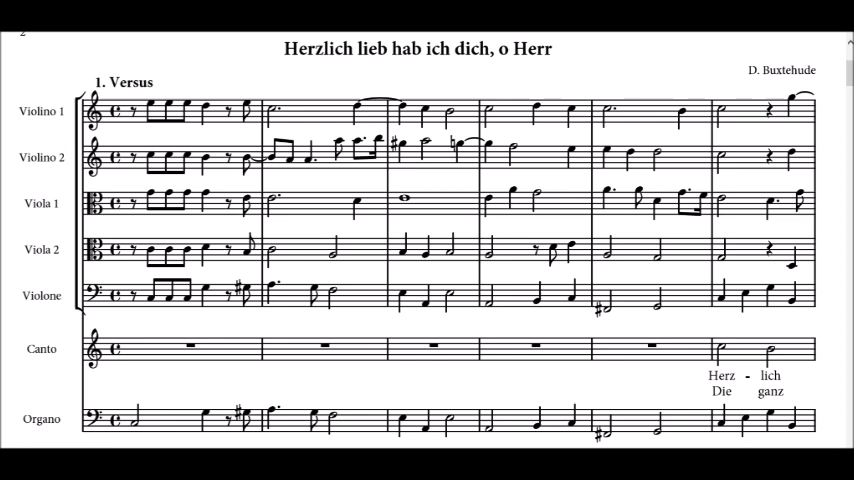 2
Herzlich lieb hab ich dich, o Herr
D. Buxtehude
1. Versus
Violino 1
Violino 2
Viola 1
Viola 2
Violone
Canto
Herz - lich
Die ganz
Organo